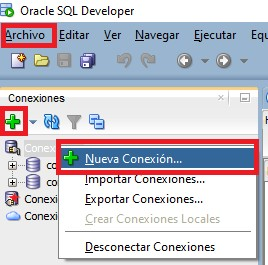 Oracle SQL Developer
Archivo Editar Ver Navegar Ejecutar Equ
Conexiones
Conex
Nueva Conexión...
co
Importar Conexiones...
co
Exportar Conexiones...
Conex
Crear Conexiones Locales
Conexi
Desconectar Conexiones